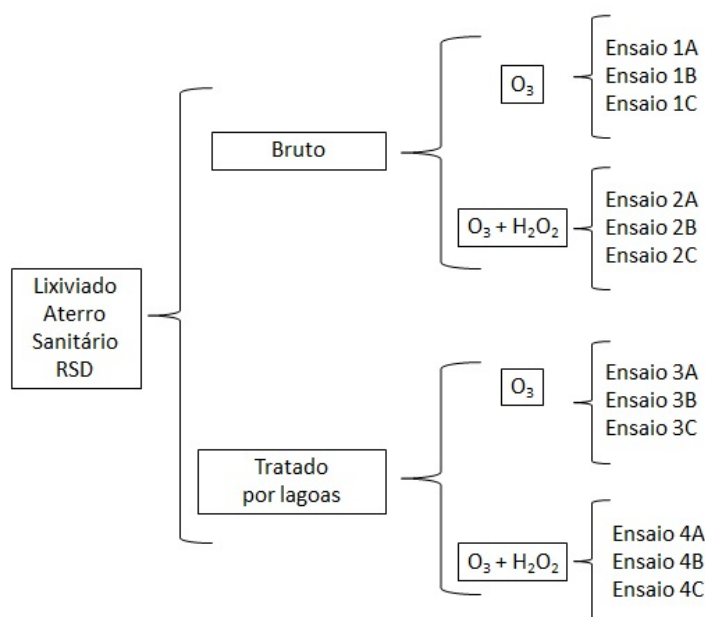 Lixiviado
Aterro
Sanitário
RSD
Bruto
O₃
Ensaio 1A
Ensaio 1B
Ensaio 1C
O₃ + H₂O₂
Ensaio 2A
Ensaio 2B
Ensaio 2C
Tratado
por lagoas
O₃
Ensaio 3A
Ensaio 3B
Ensaio 3C
O₃ + H₂O₂
Ensaio 4A
Ensaio 4B
Ensaio 4C